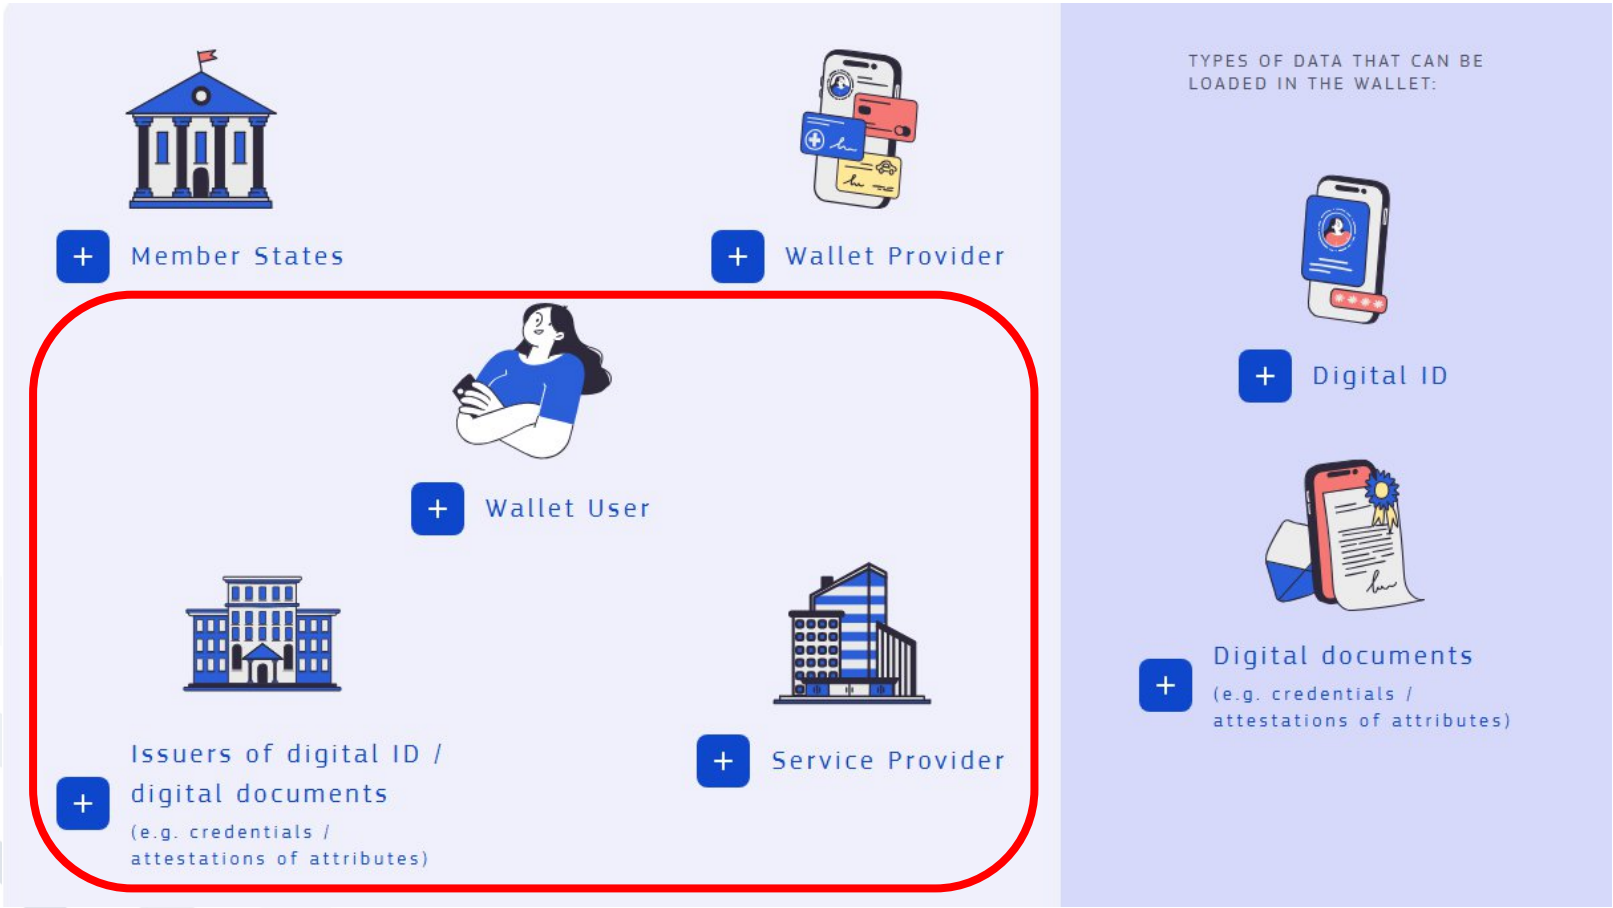 TYPES OF DATA THAT CAN BE
LOADED IN THE WALLET:
Member States
Wallet Provider
Wallet User
Issuers of digital ID /
digital documents
(e.g. credentials /
attestations of attributes)
Service Provider
Digital ID
Digital documents
(e.g. credentials /
attestations of attributes)